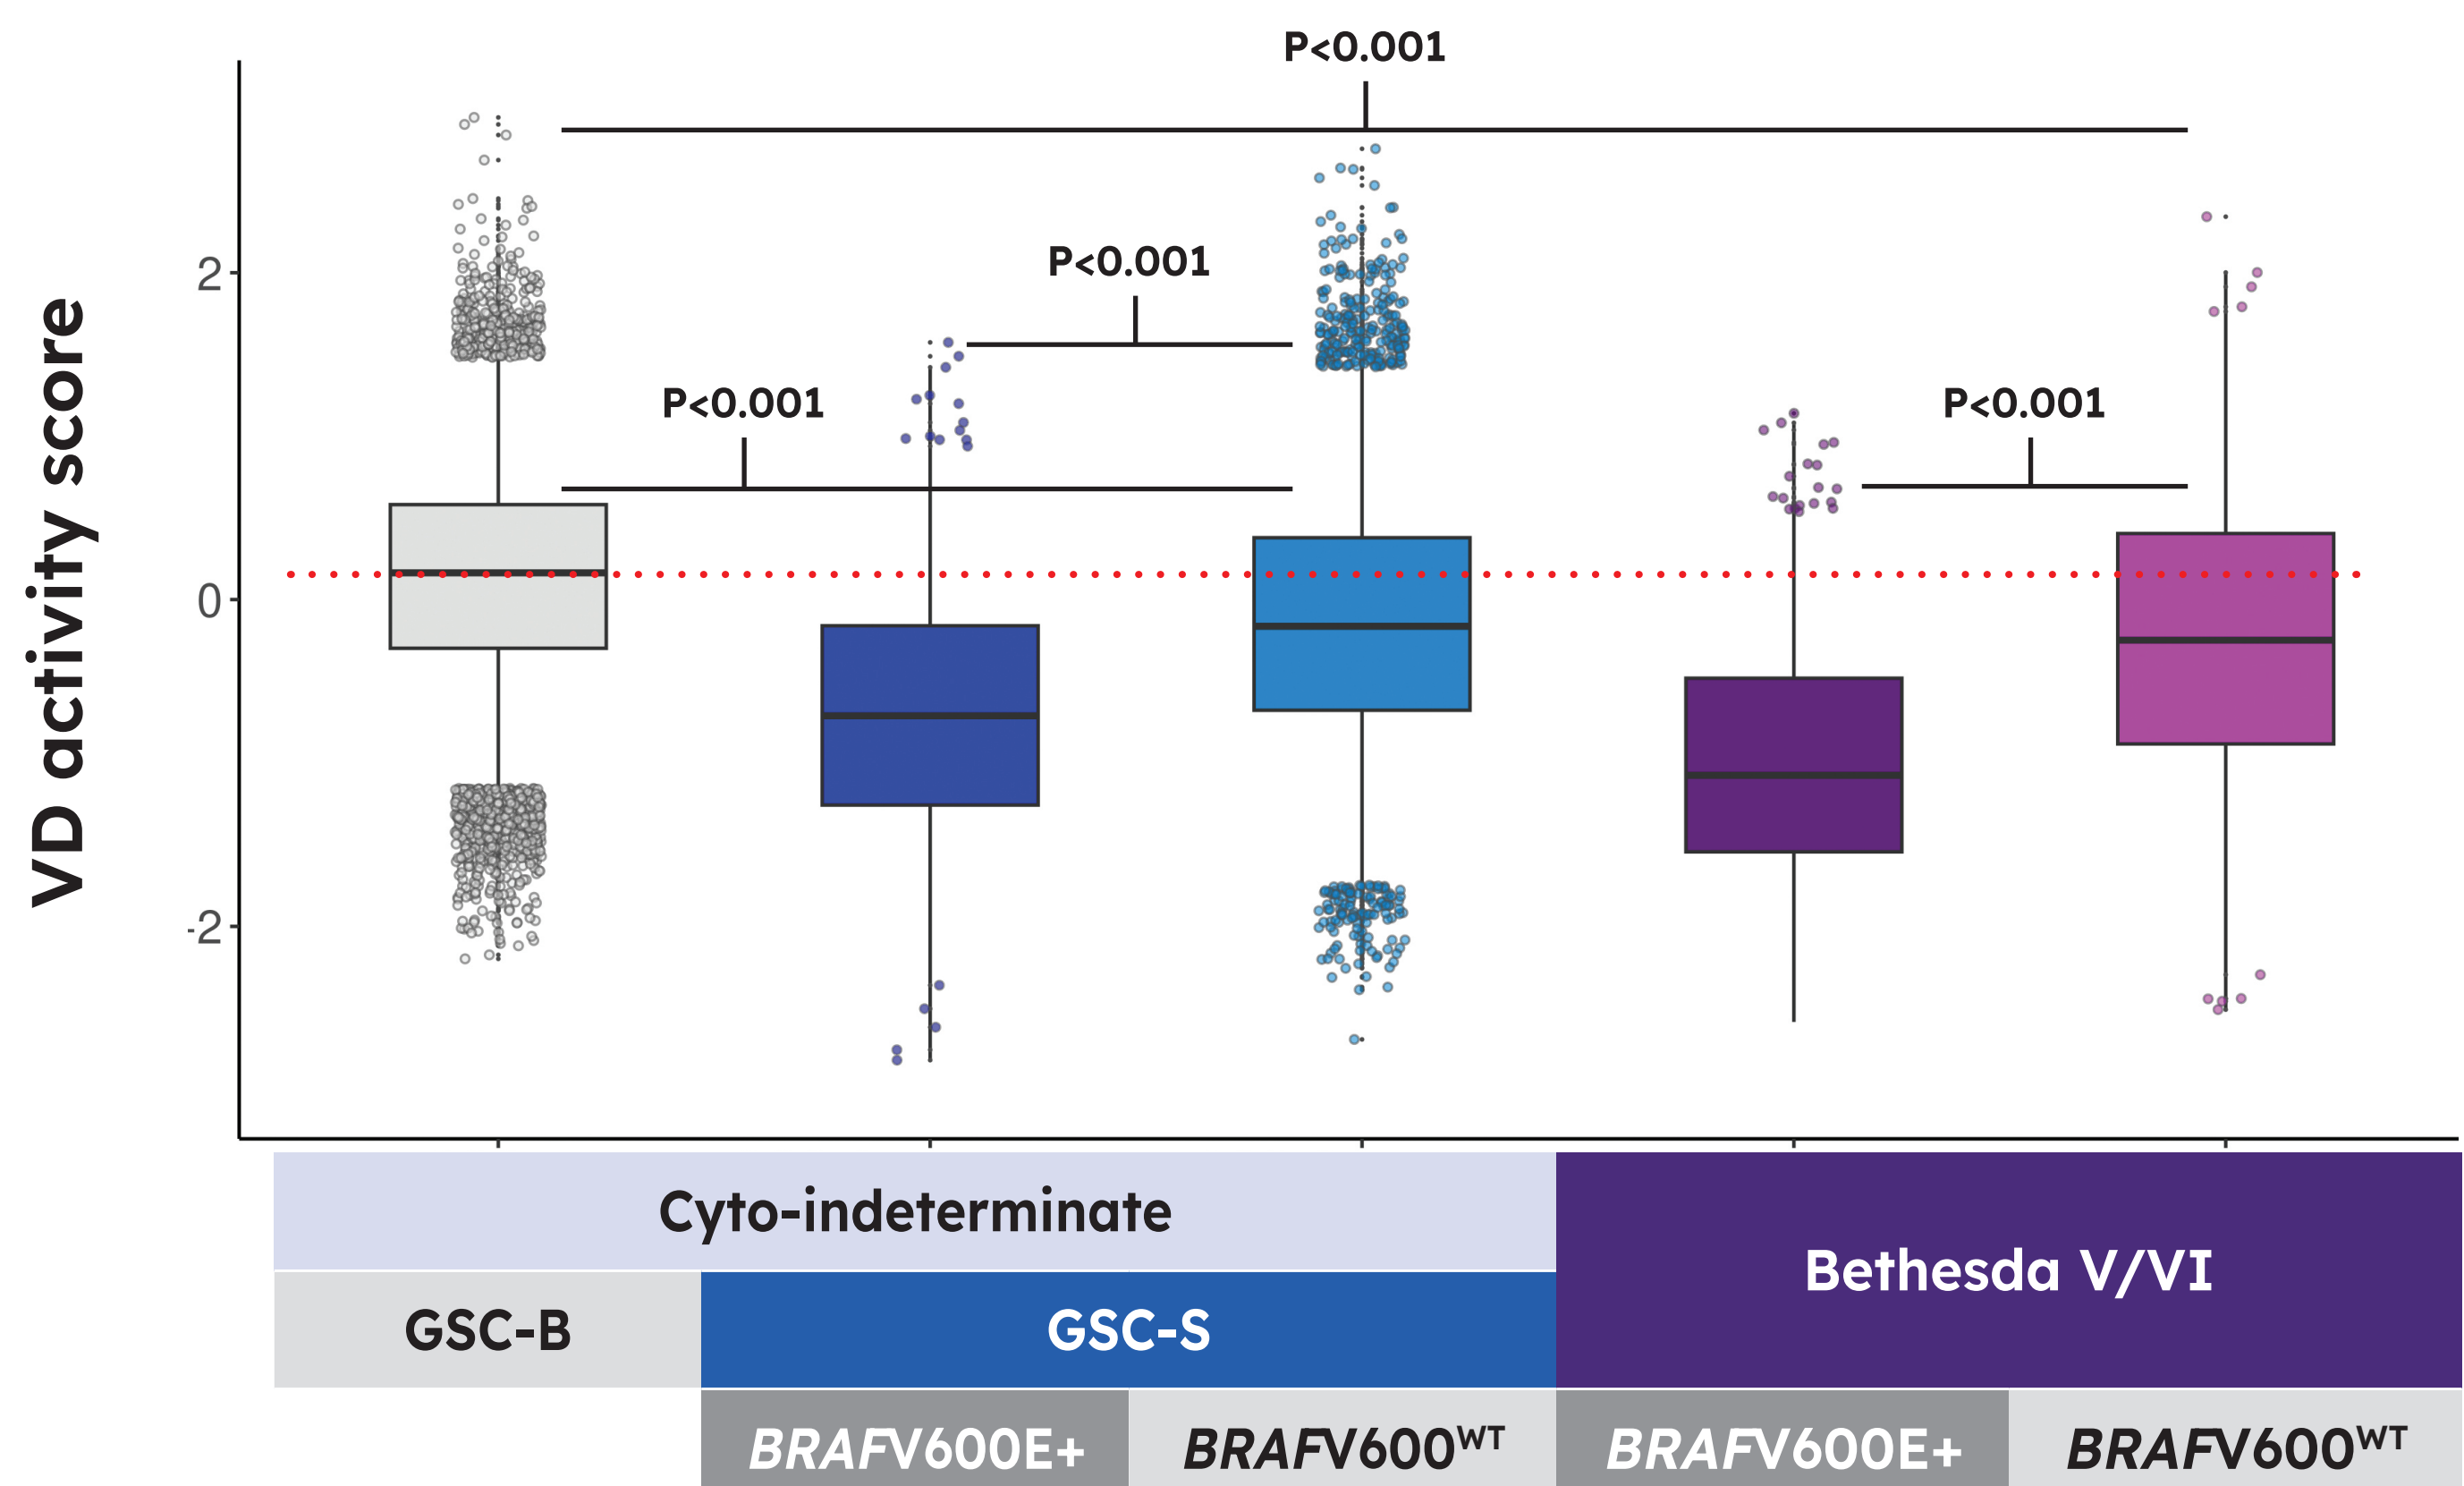 P<0.001
P<0.001
P<0.001
P<0.001
VD activity score
2
0
-2
Cyto-indeterminate
Bethesda V/VI
GSC-B
GSC-S
BRAFV600E+
BRAFV600WT
BRAFV600E+
BRAFV600WT